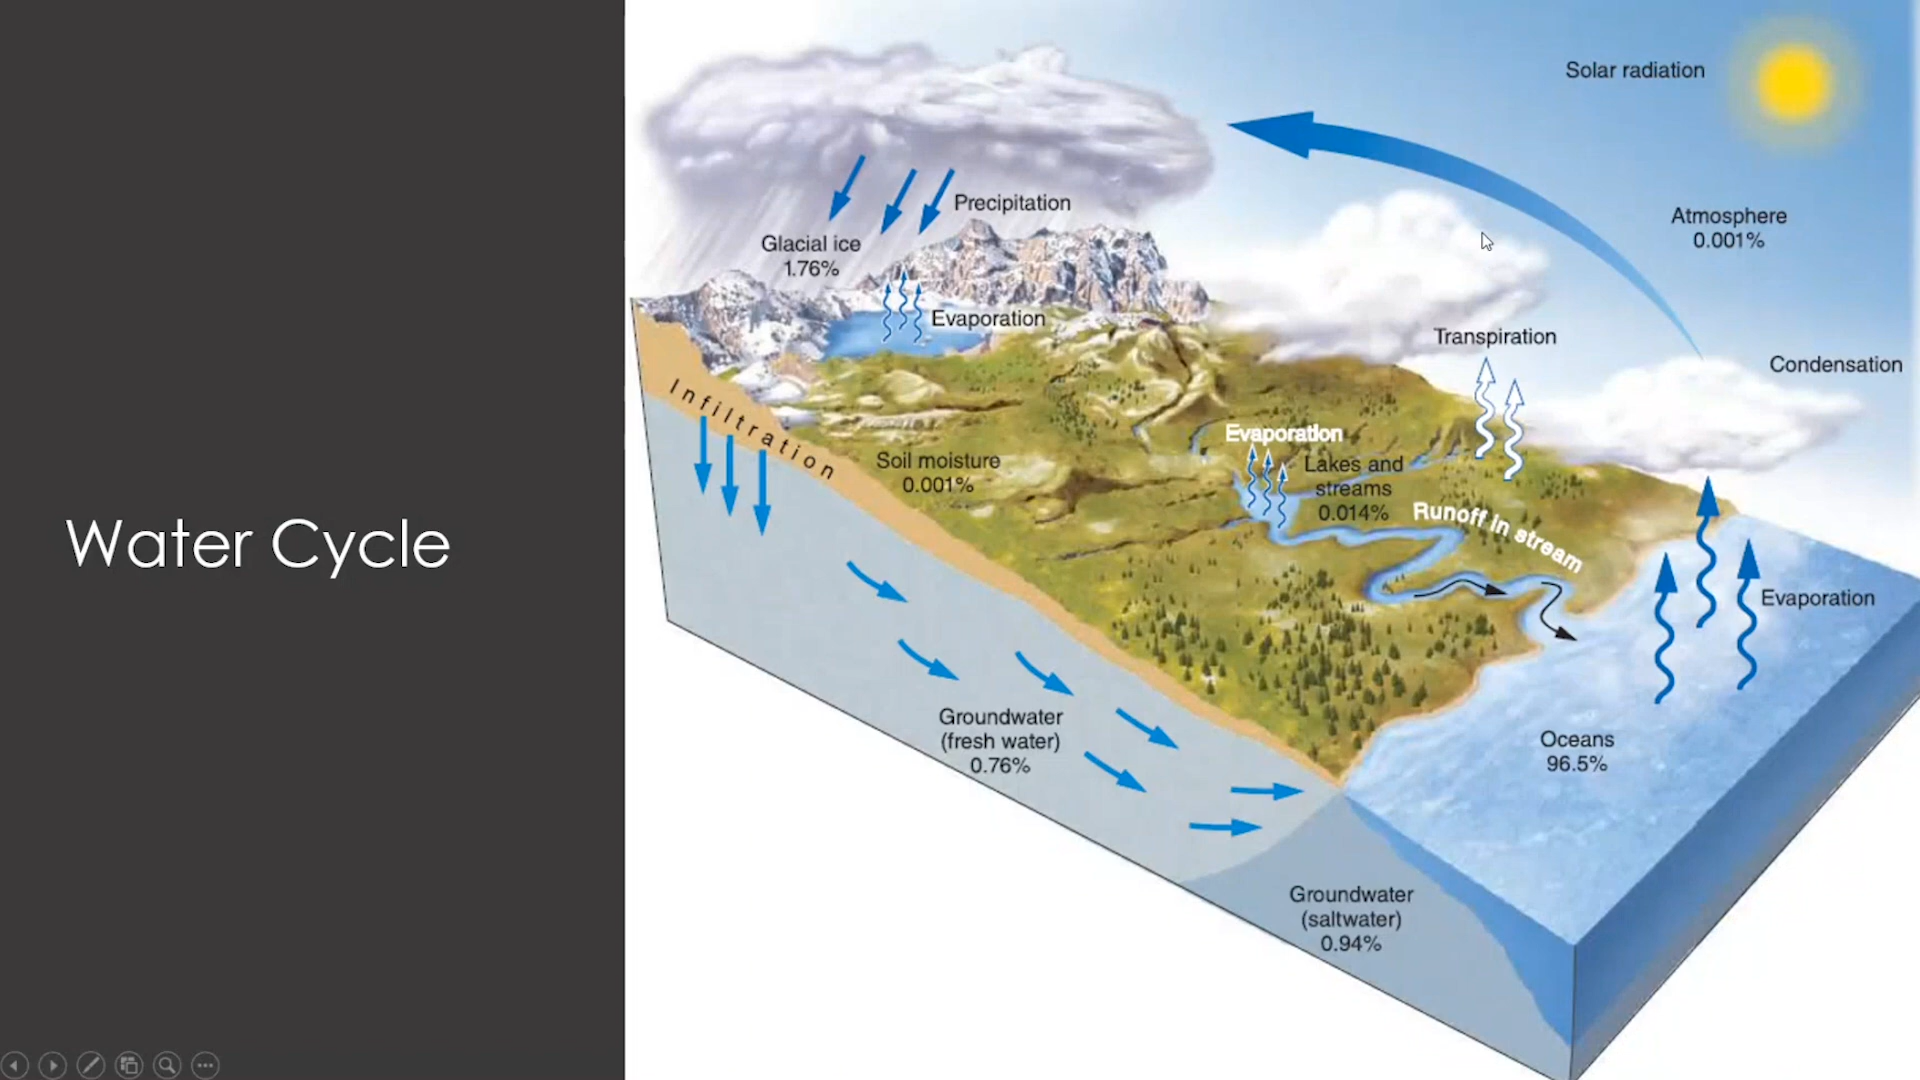 Water Cycle
Solar radiation
Precipitation
Atmosphere
0.001%
Glacial ice
1.76%
Evaporation
Transpiration
Condensation
Infiltration
Evaporation
Soil moisture
0.001%
Lakes and
streams
0.014%
Runoff in stream
Evaporation
Groundwater
(fresh water)
0.76%
Oceans
96.5%
Groundwater
(saltwater)
0.94%